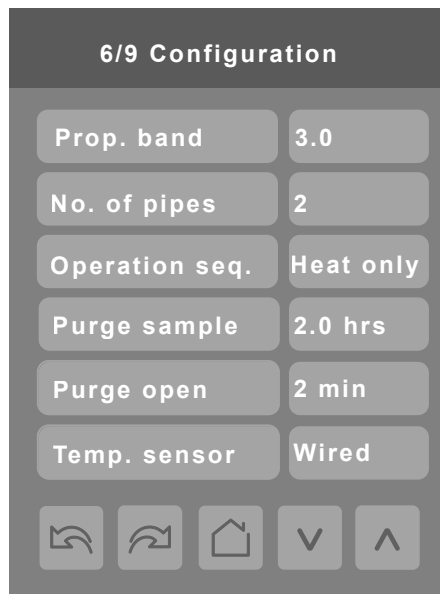 6/9 Configuration
Prop. band 3.0
No. of pipes 2
Operation seq. Heat only
Purge sample 2.0 hrs
Purge open 2 min
Temp. sensor Wired